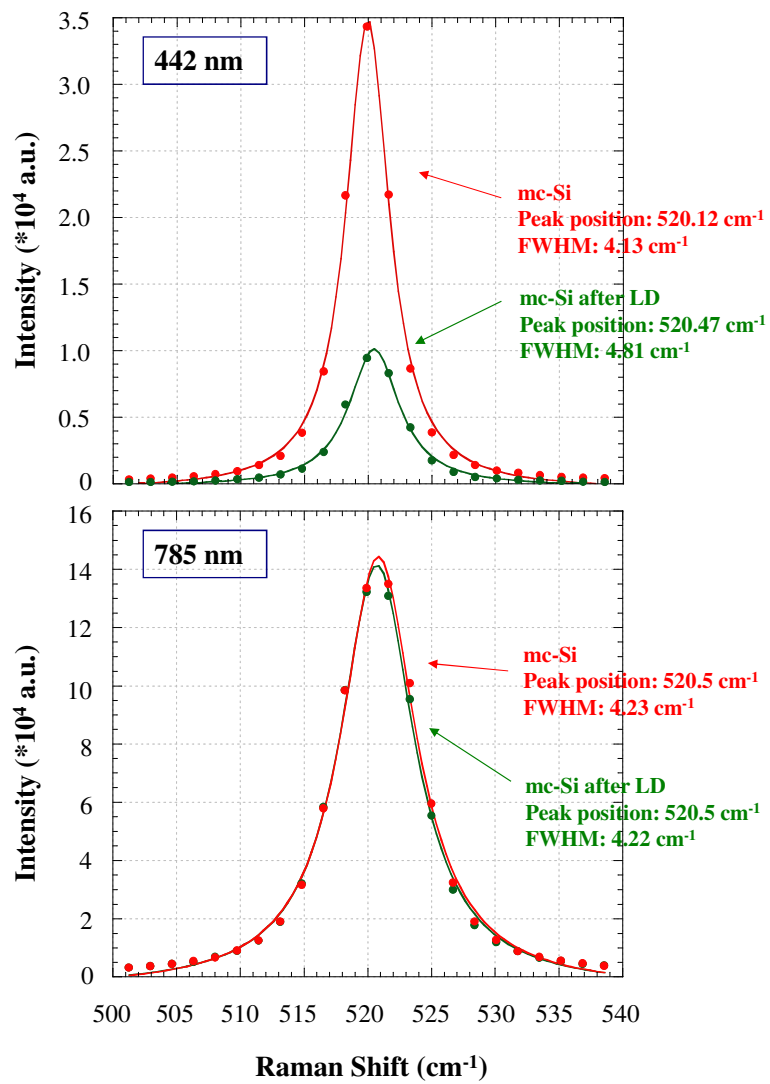 3.5
442 nm
3.0
2.5
mc-Si
Peak position: 520.12 cm⁻¹
FWHM: 4.13 cm⁻¹
2.0
1.5
mc-Si after LD
Peak position: 520.47 cm⁻¹
FWHM: 4.81 cm⁻¹
1.0
0.5
0
Intensity (*10⁴ a.u.)
16
785 nm
14
12
mc-Si
Peak position: 520.5 cm⁻¹
FWHM: 4.23 cm⁻¹
10
8
mc-Si after LD
Peak position: 520.5 cm⁻¹
FWHM: 4.22 cm⁻¹
6
4
2
0
Intensity (*10⁴ a.u.)
500 505 510 515 520 525 530 535 540
Raman Shift (cm⁻¹)